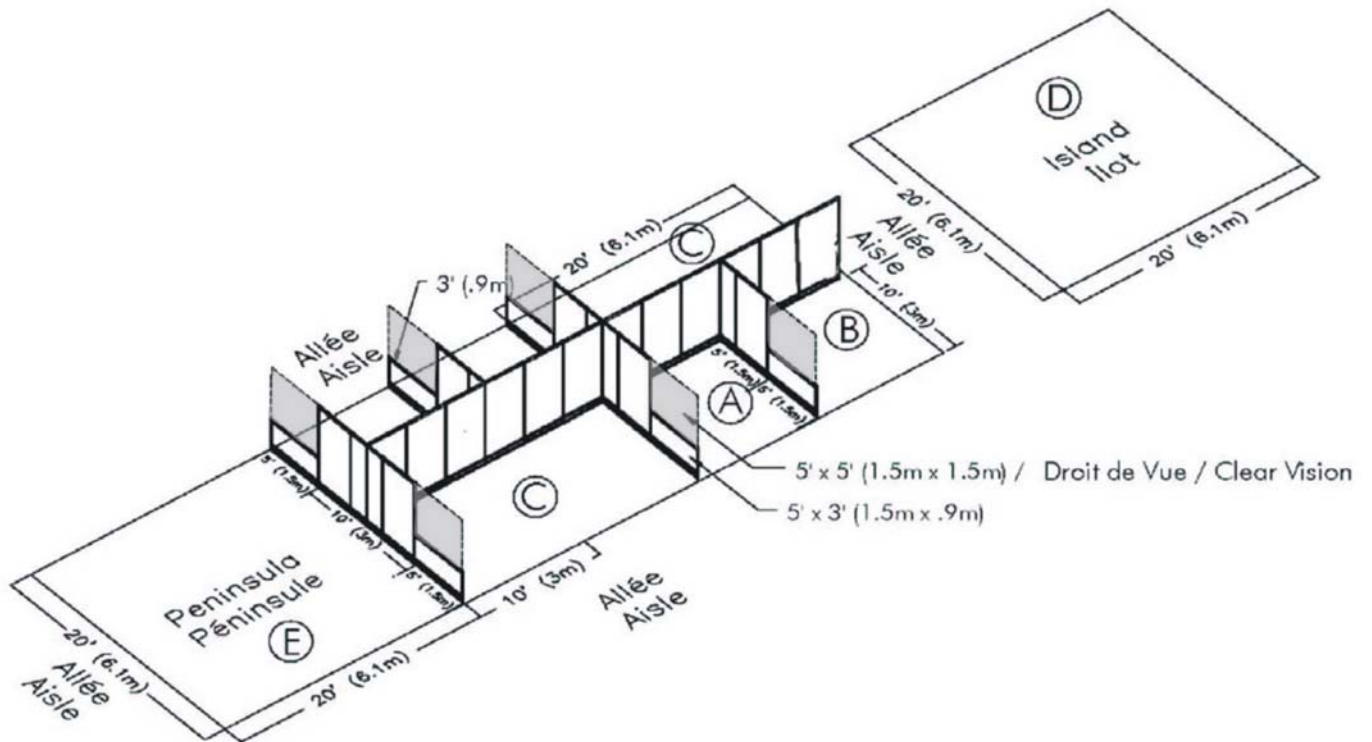 D
Island
Îlot
20' (6.1m)
Allée
Aisle
20' (6.1m)
20' (6.1m)
C
3' (.9m)
10' (3m)
B
Allée
Aisle
5' (1.5m)
5' (1.5m)
A
5' x 5' (1.5m x 1.5m) / Droit de Vue / Clear Vision
5' x 3' (1.5m x .9m)
C
5' (1.5m)
10' (3m)
5' (1.5m)
10' (3m)
Allée
Aisle
Peninsula
Péninsule
E
20' (6.1m)
Allée
Aisle
20' (6.1m)